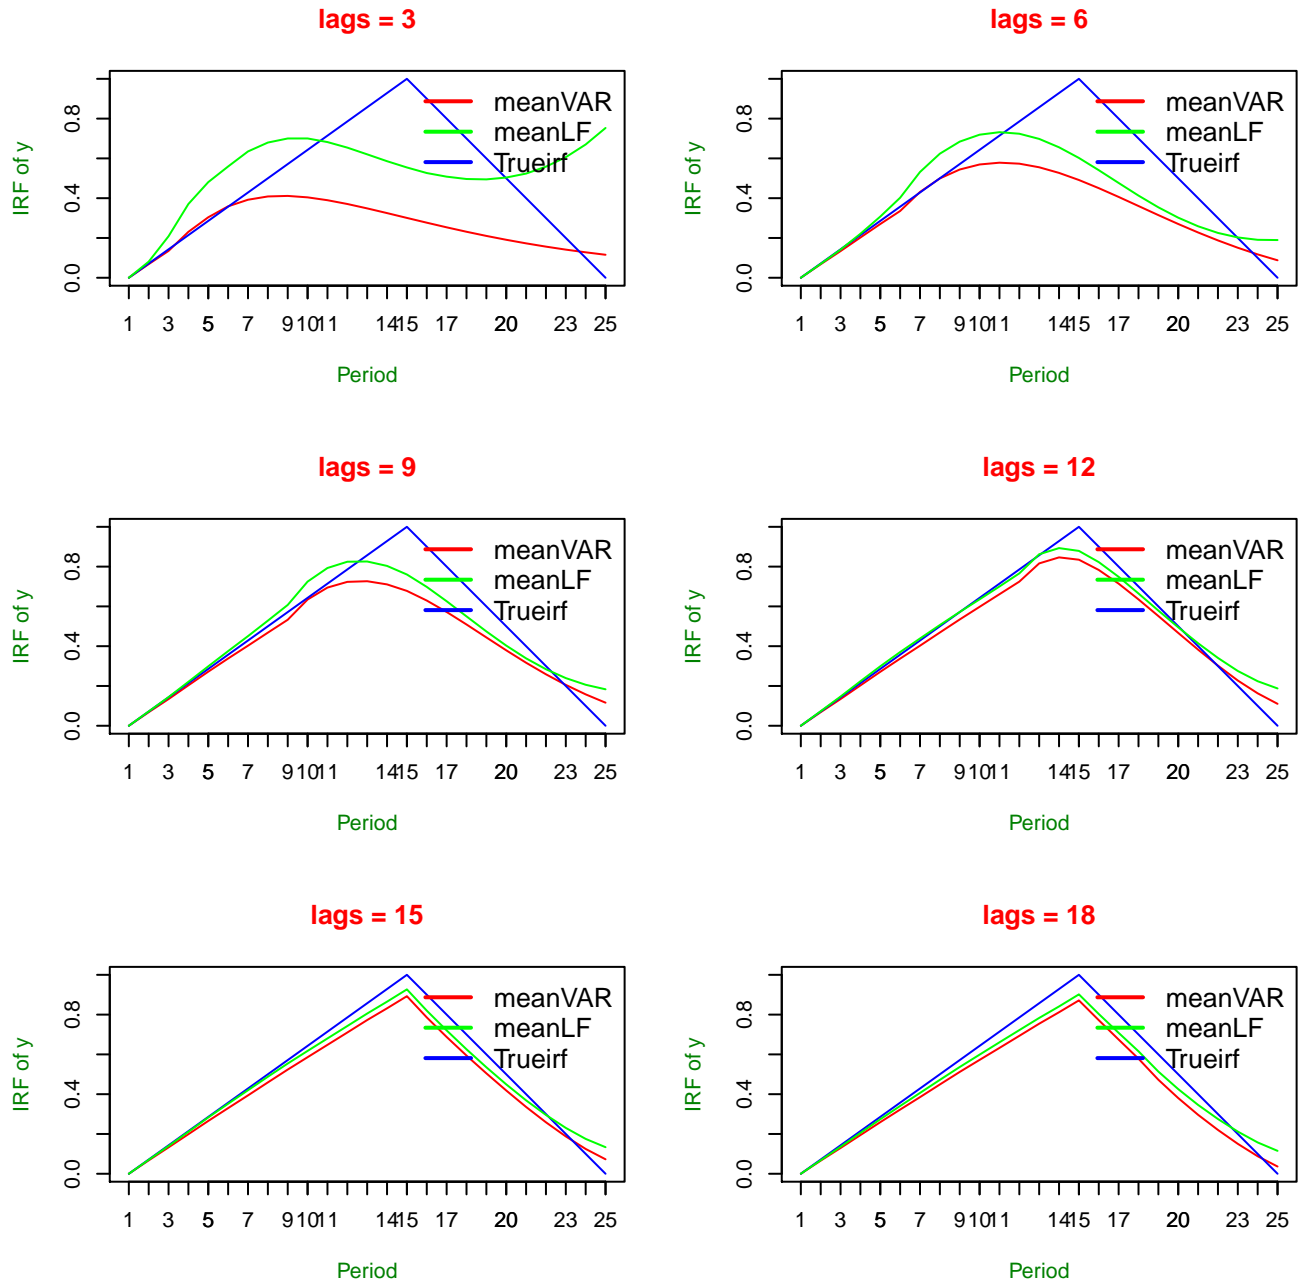 lags = 3
IRF of y
0.0 0.4 0.8
meanVAR
meanLF
Trueirf
1 3 5 7 9 10 11 14 15 17 20 23 25
Period
lags = 6
IRF of y
0.0 0.4 0.8
meanVAR
meanLF
Trueirf
1 3 5 7 9 10 11 14 15 17 20 23 25
Period
lags = 9
IRF of y
0.0 0.4 0.8
meanVAR
meanLF
Trueirf
1 3 5 7 9 10 11 14 15 17 20 23 25
Period
lags = 12
IRF of y
0.0 0.4 0.8
meanVAR
meanLF
Trueirf
1 3 5 7 9 10 11 14 15 17 20 23 25
Period
lags = 15
IRF of y
0.0 0.4 0.8
meanVAR
meanLF
Trueirf
1 3 5 7 9 10 11 14 15 17 20 23 25
Period
lags = 18
IRF of y
0.0 0.4 0.8
meanVAR
meanLF
Trueirf
1 3 5 7 9 10 11 14 15 17 20 23 25
Period